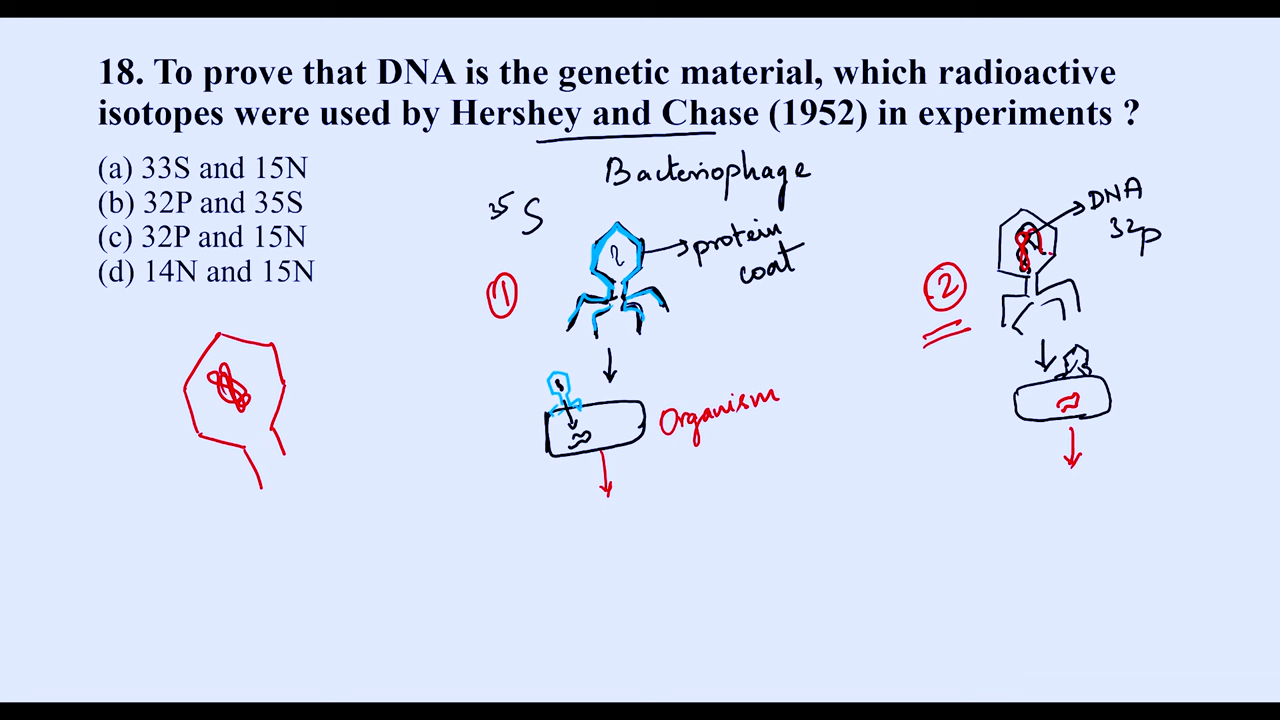 18. To prove that DNA is the genetic material, which radioactive
isotopes were used by Hershey and Chase (1952) in experiments ?
(a) 33S and 15N
(b) 32P and 35S
(c) 32P and 15N
(d) 14N and 15N
Bacteriophage
35 S
protein
coat
DNA
32p
1
2
Organism